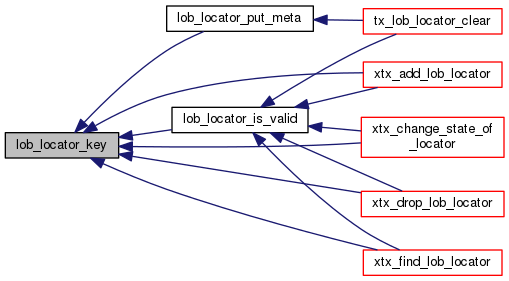 lob_locator_put_meta
tx_lob_locator_clear
xtx_add_lob_locator
lob_locator_is_valid
xtx_change_state_of
_locator
lob_locator_key
xtx_drop_lob_locator
xtx_find_lob_locator